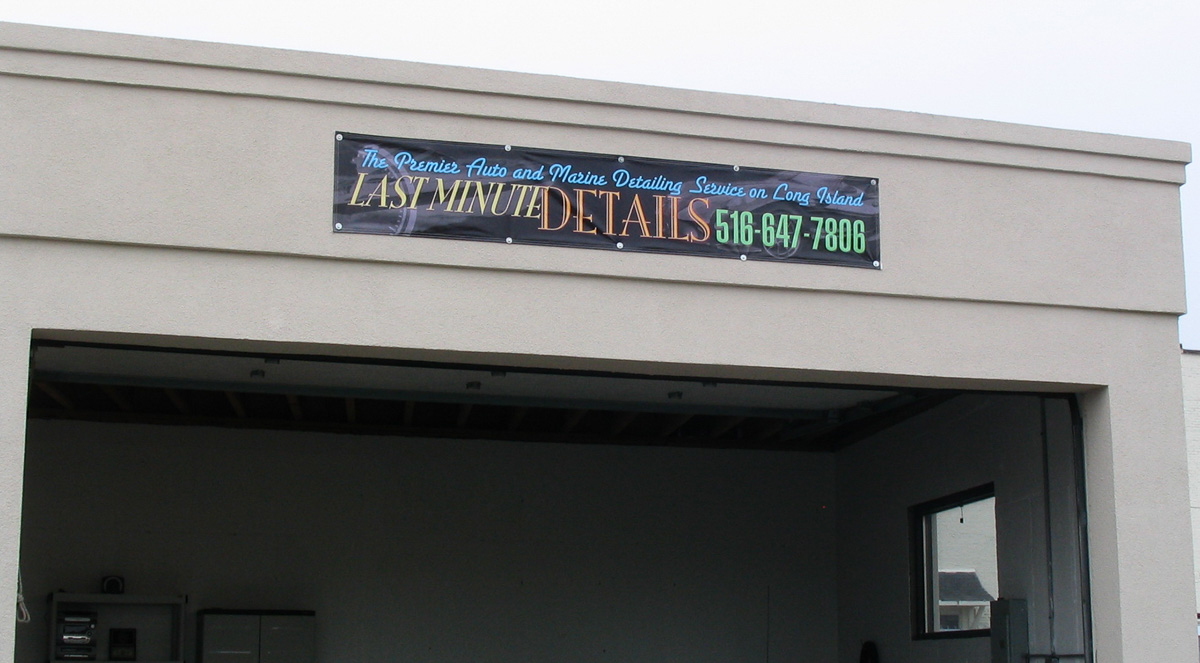 The Premier Auto and Marine Detailing Service on Long Island
LAST MINUTE DETAILS 516-647-7806